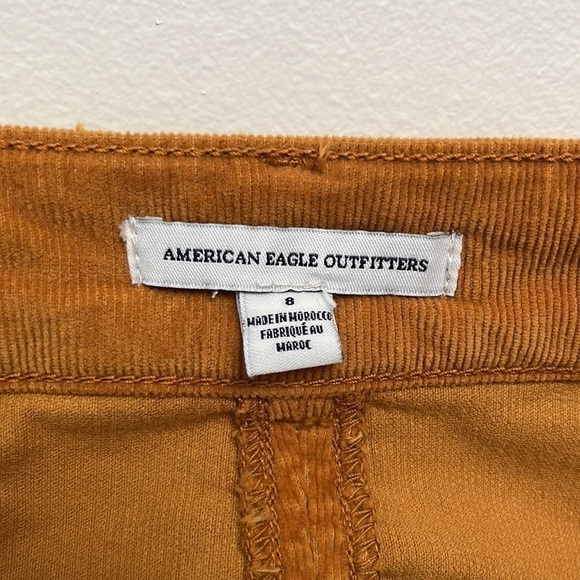 AMERICAN EAGLE OUTFITTERS
8
MADE IN MOROCCO
FABRIQUÉ AU
MAROC